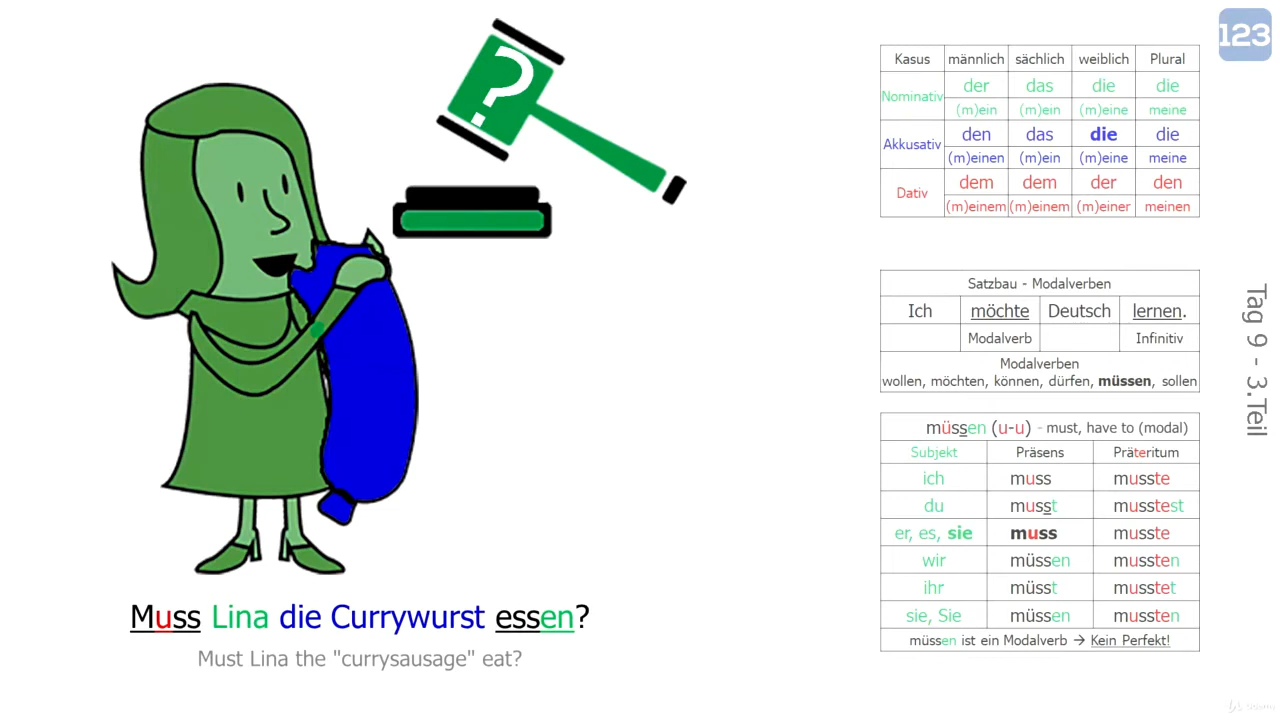 123
?
Kasus männlich sächlich weiblich Plural
Nominativ
der das die die
(m)ein (m)ein (m)eine meine
Akkusativ
den das die die
(m)einen (m)ein (m)eine meine
Dativ
dem dem der den
(m)einem (m)einem (m)einer meinen
Satzbau - Modalverben
Ich möchte Deutsch lernen.
Modalverb Infinitiv
Modalverben
wollen, möchten, können, dürfen, müssen, sollen
Tag 9 - 3.Teil
müssen (u-u) - must, have to (modal)
Subjekt Präsens Präteritum
ich muss musste
du musst musstest
er, es, sie muss musste
wir müssen mussten
ihr müsst musstet
sie, Sie müssen mussten
müssen ist ein Modalverb → Kein Perfekt!
Muss Lina die Currywurst essen?
Must Lina the "currysausage" eat?